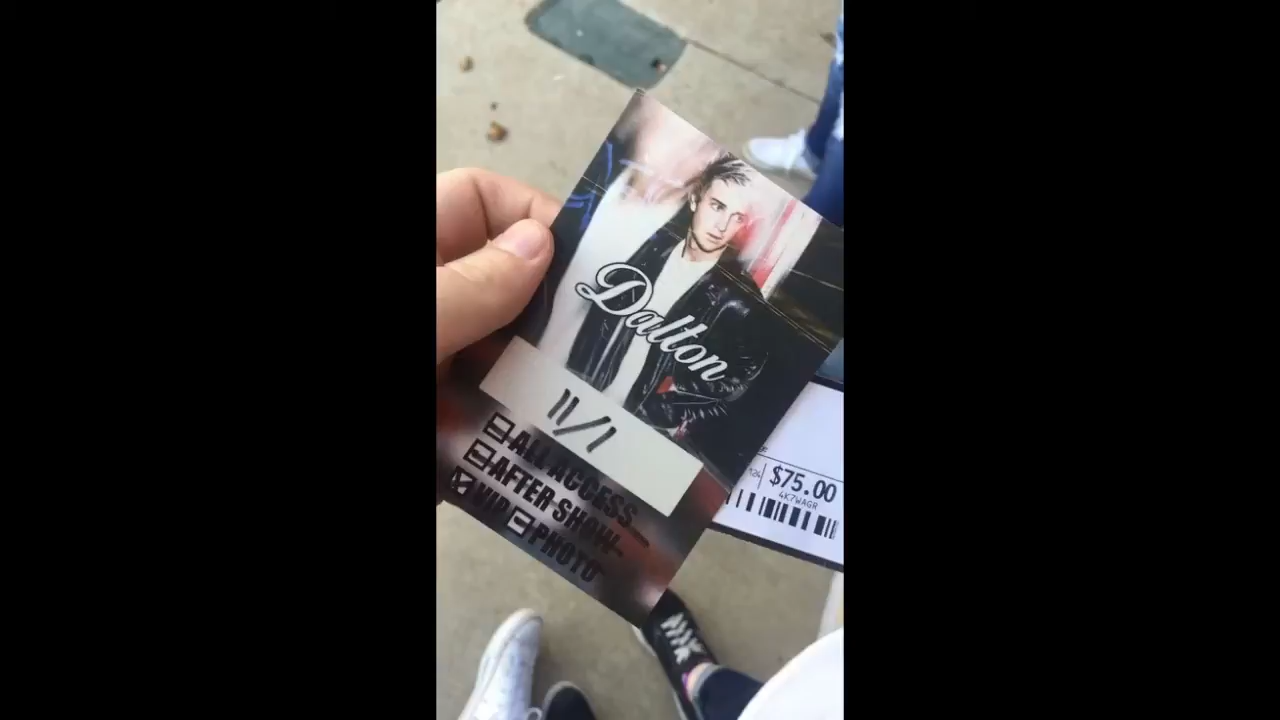 Dalton
11/1
ALL ACCESS
AFTER SHOW
VIP PHOTO
$75.00
4K7WAGR